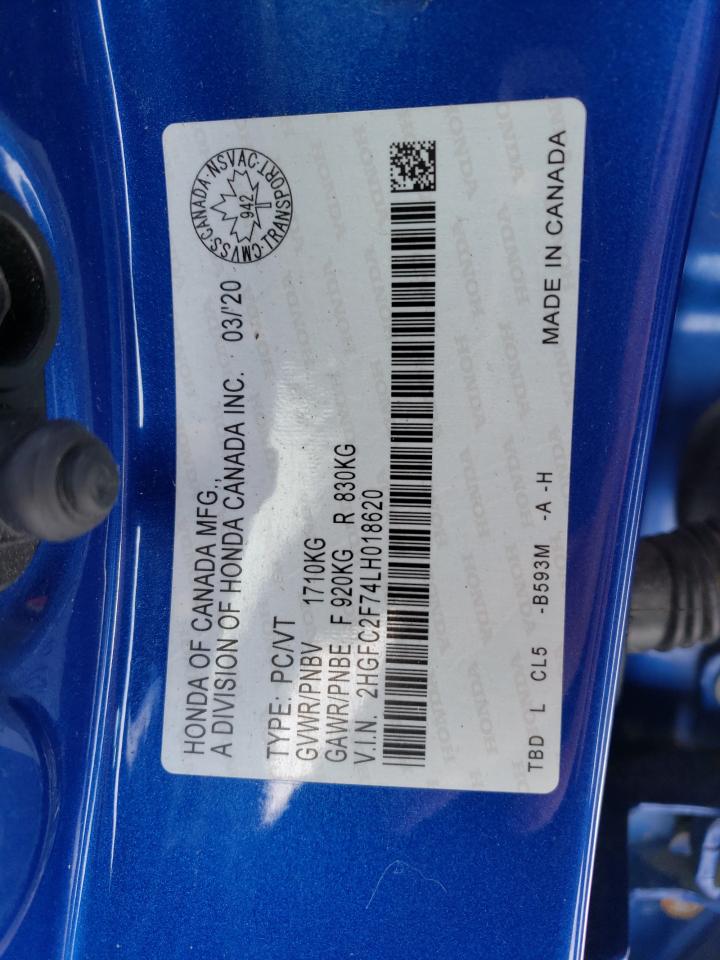 HONDA OF CANADA MFG.,
A DIVISION OF HONDA CANADA INC. 03/'20
CMVSS·CANADA·NSVAC·TRANSPORT·
942
TYPE: PC/VT
GVWR/PNBV 1710KG
GAWR/PNBE F 920KG R 830KG
V.I.N. 2HGFC2F74LH018620
TBD L CL5 -B593M -A -H MADE IN CANADA